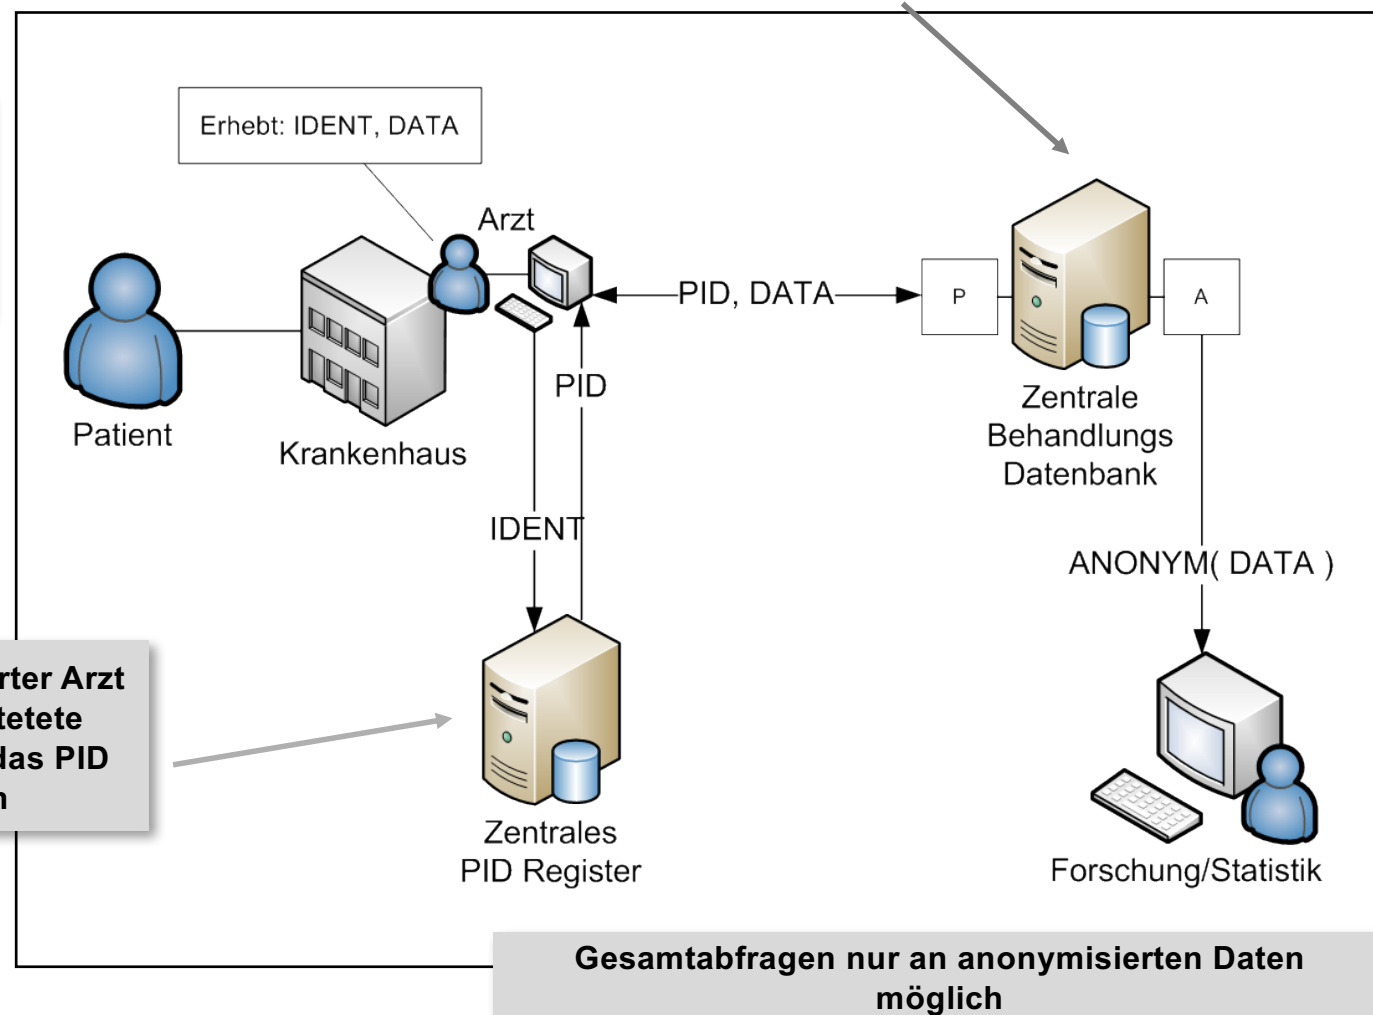 Erhebt: IDENT, DATA
Arzt
PID, DATA
P
A
PID
Patient
Krankenhaus
Zentrale
Behandlungs
Datenbank
IDENT
ANONYM( DATA )
rter Arzt
tetete
das PID
n
Zentrales
PID Register
Forschung/Statistik
Gesamtabfragen nur an anonymisierten Daten
möglich